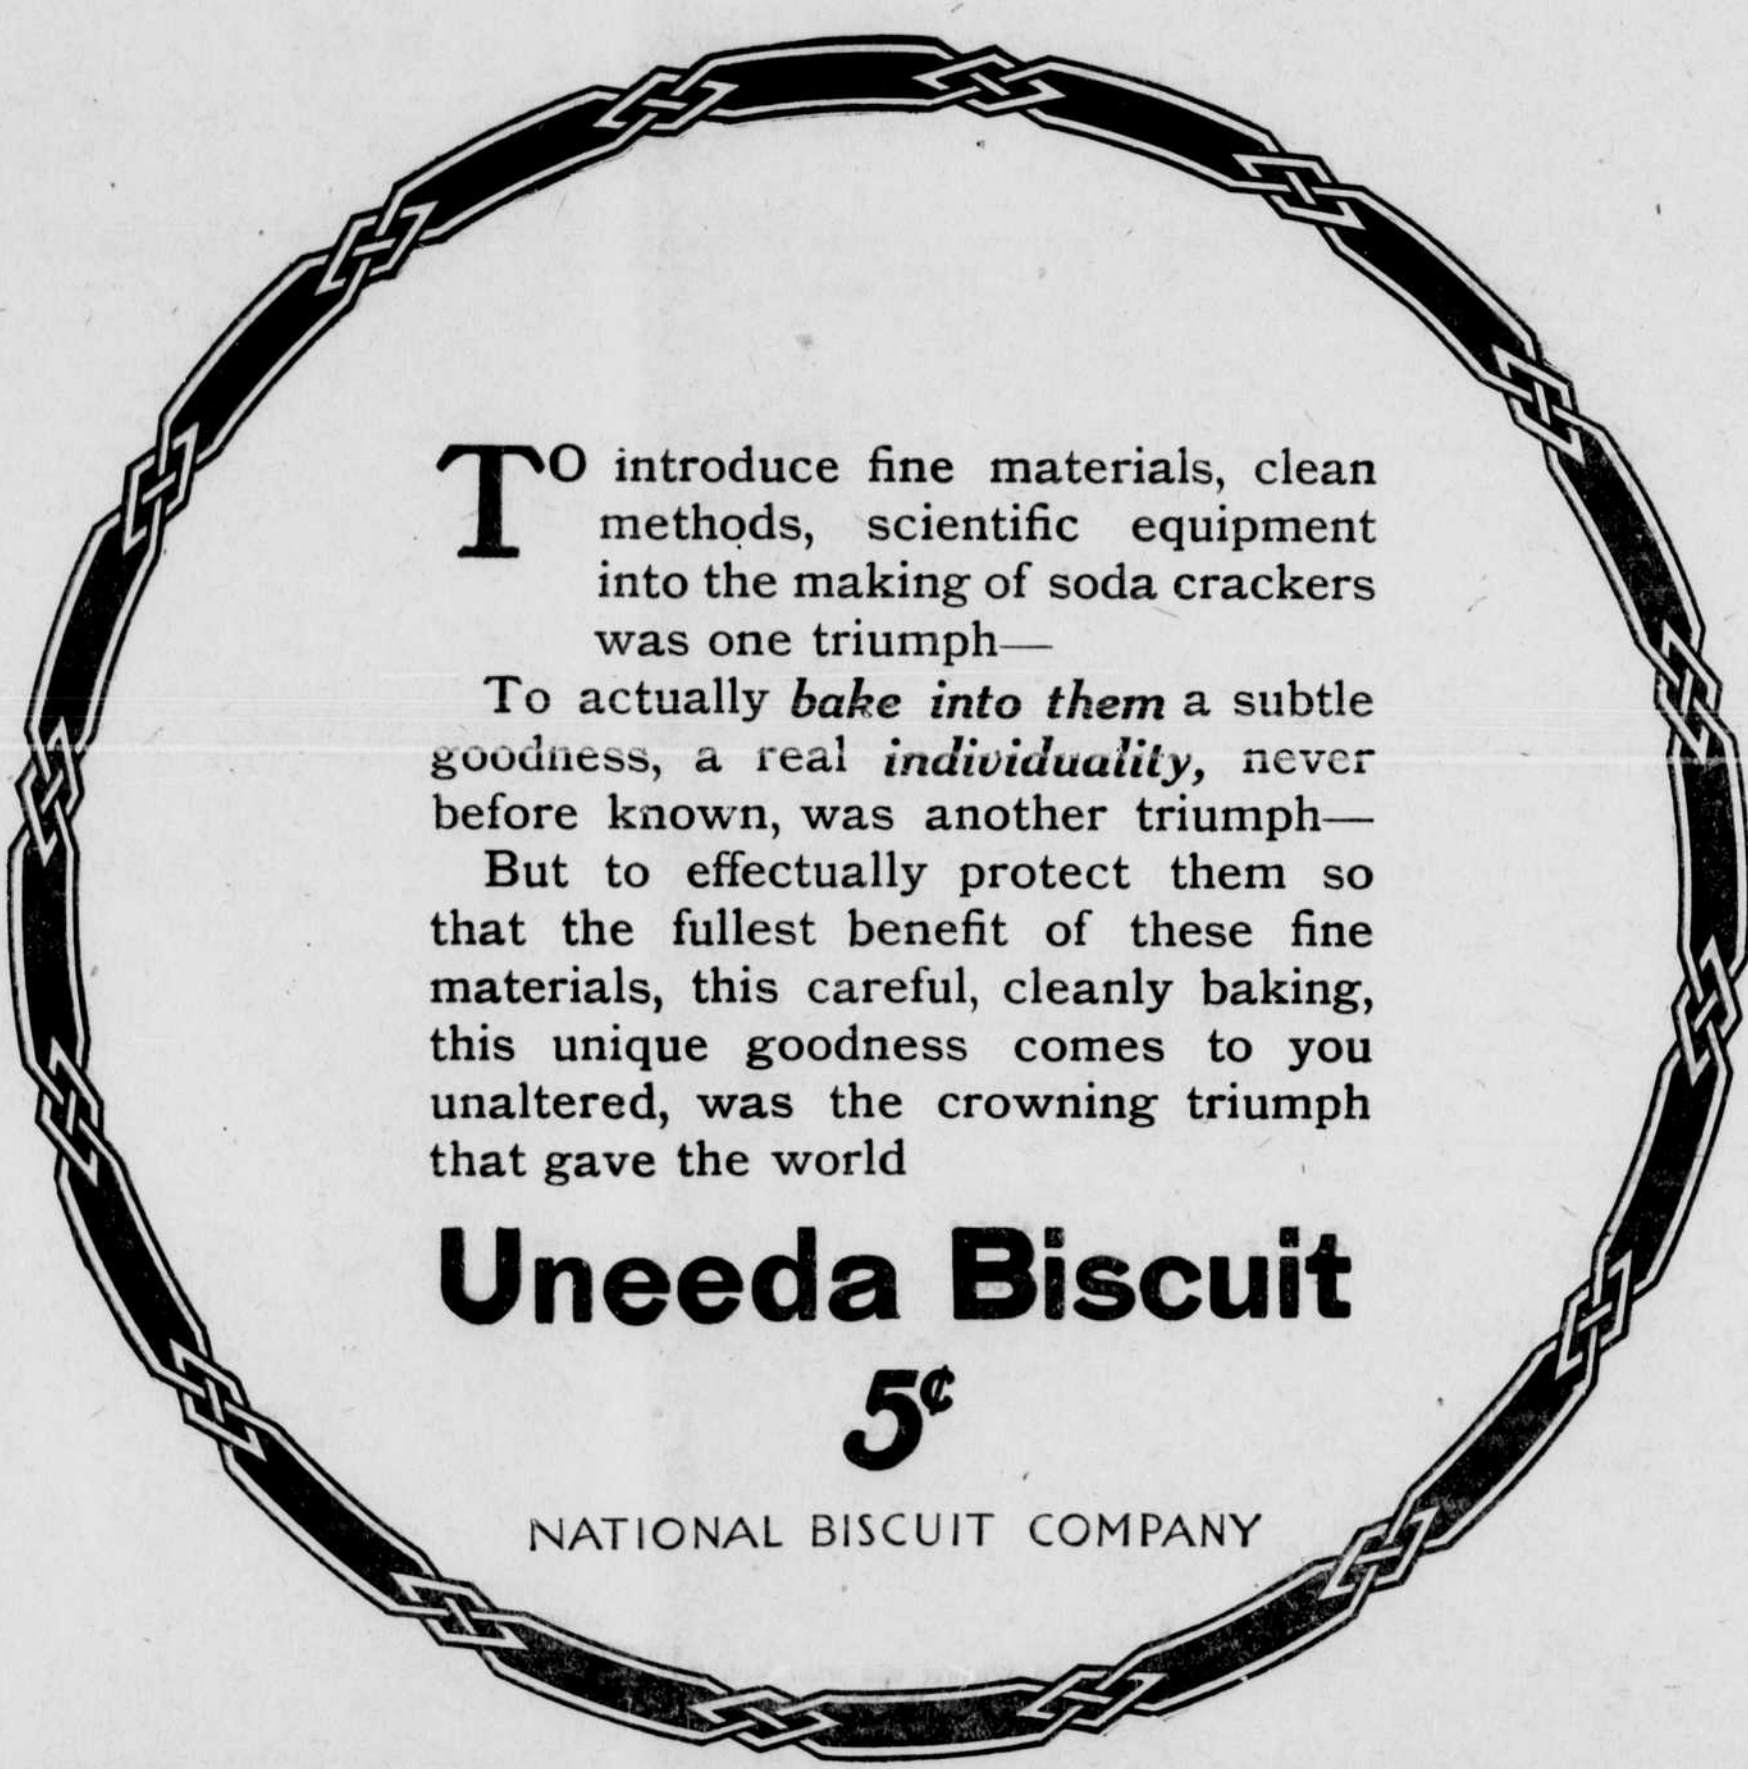 TO introduce fine materials, clean
methods, scientific equipment
into the making of soda crackers
was one triumph—
To actually bake into them a subtle
goodness, a real individuality, never
before known, was another triumph—
But to effectually protect them so
that the fullest benefit of these fine
materials, this careful, cleanly baking,
this unique goodness comes to you
unaltered, was the crowning triumph
that gave the world
Uneeda Biscuit
5¢
NATIONAL BISCUIT COMPANY